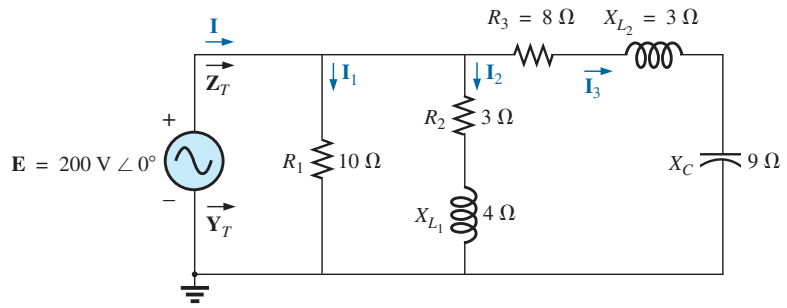 R3 = 8 Ω
XL2 = 3 Ω
I
ZT
I1
I2
I3
R2
3 Ω
+
E = 200 V ∠ 0°
R1
10 Ω
XC
9 Ω
–
YT
XL1
4 Ω